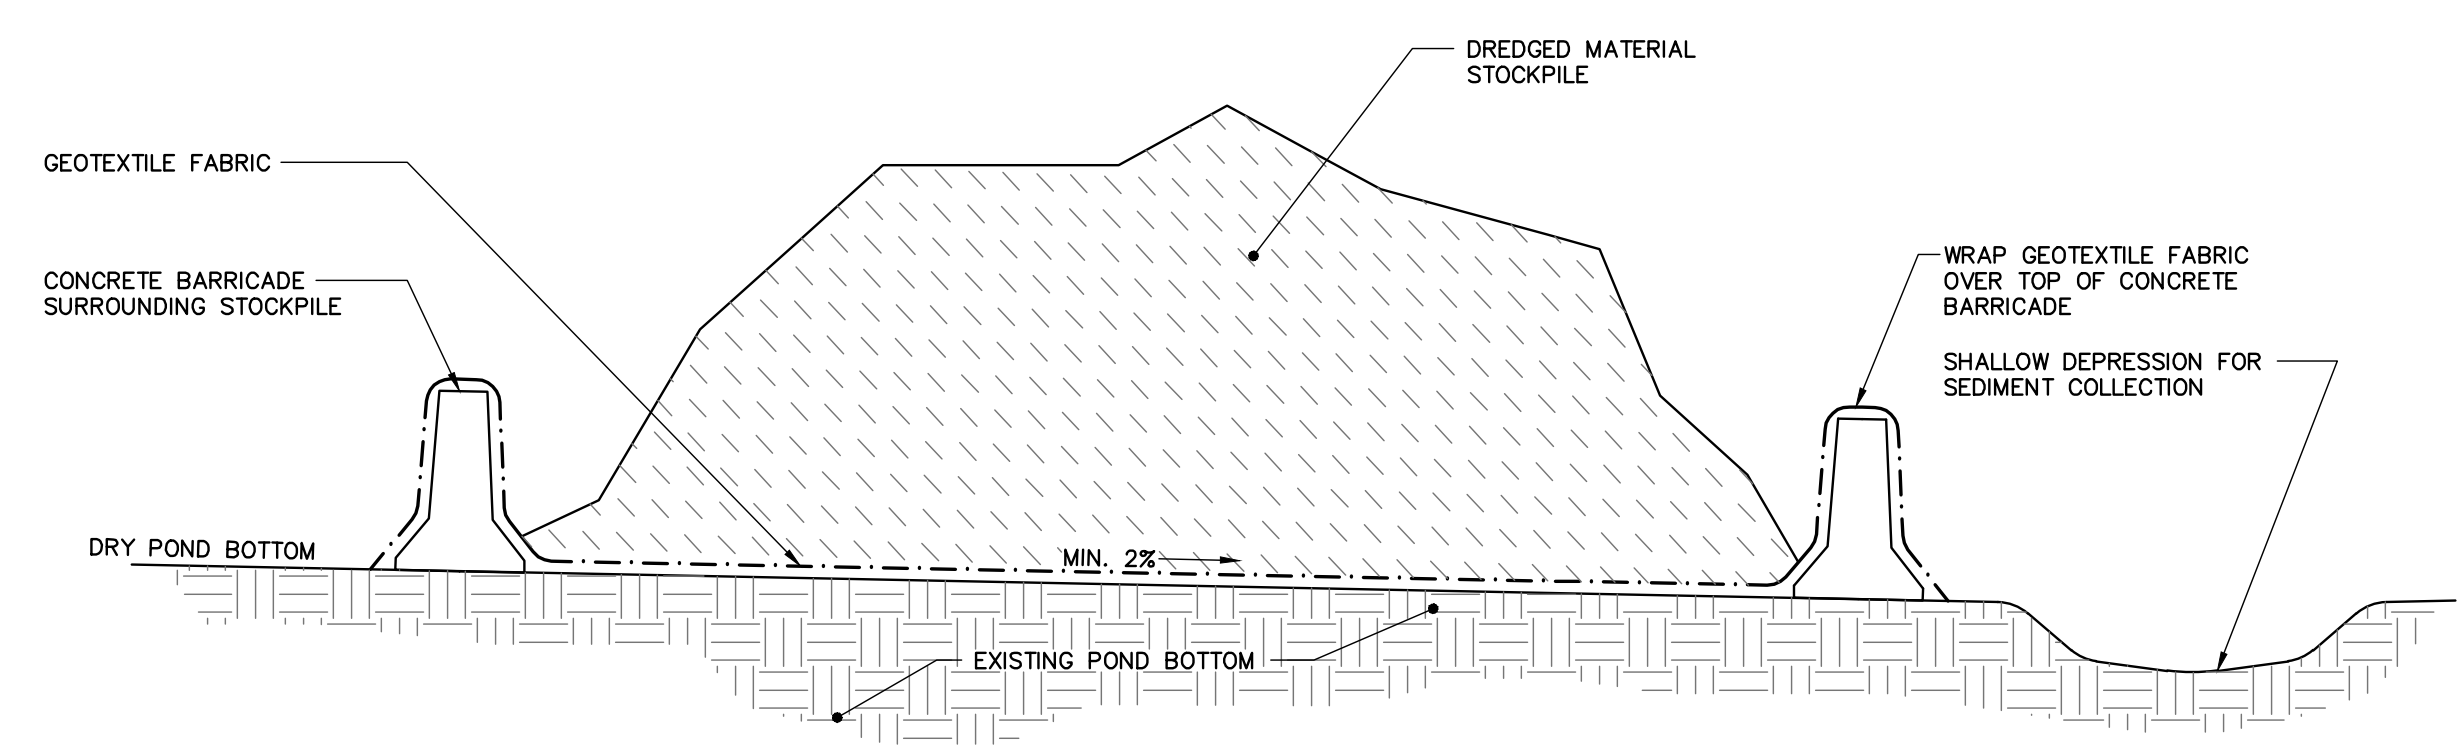 DREDGED MATERIAL
STOCKPILE
GEOTEXTILE FABRIC
CONCRETE BARRICADE
SURROUNDING STOCKPILE
WRAP GEOTEXTILE FABRIC
OVER TOP OF CONCRETE
BARRICADE
SHALLOW DEPRESSION FOR
SEDIMENT COLLECTION
DRY POND BOTTOM
MIN. 2%
EXISTING POND BOTTOM